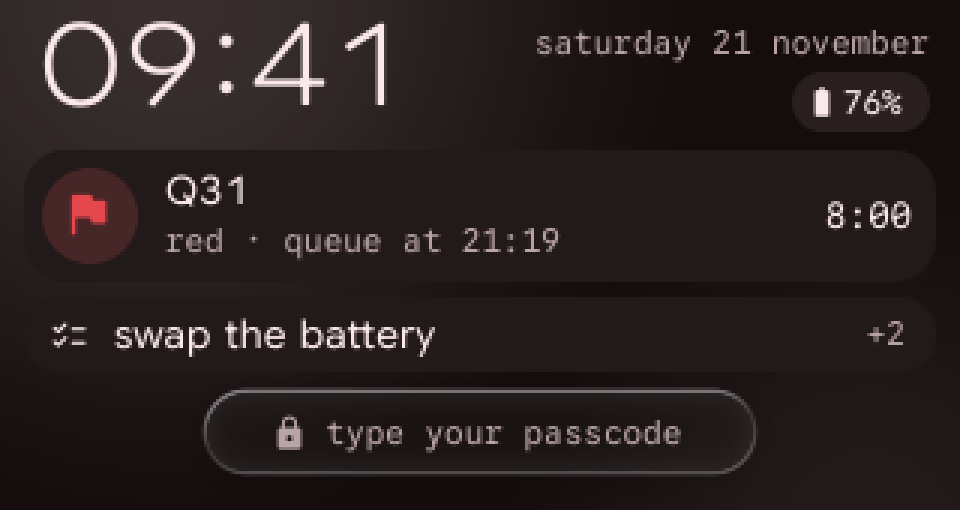 09:41
saturday 21 november
76%
Q31
red · queue at 21:19
8:00
swap the battery
+2
type your passcode